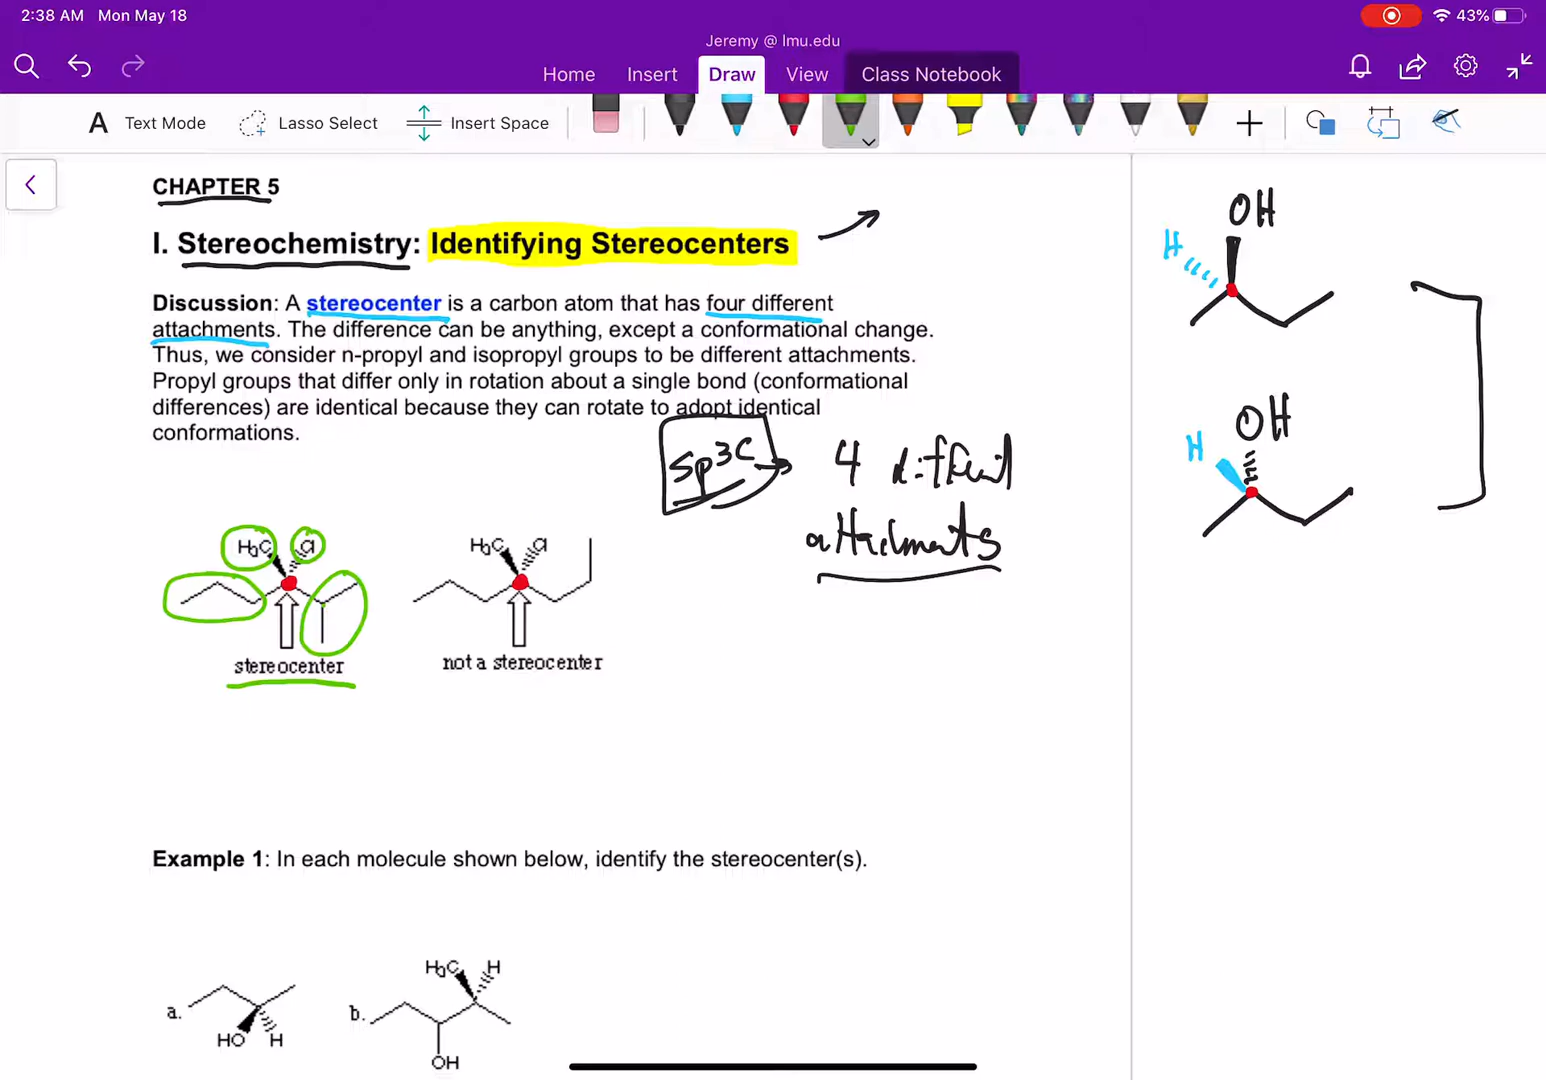 2:38 AM Mon May 18
43%
Jeremy @ lmu.edu
Home Insert Draw View Class Notebook
A Text Mode Lasso Select Insert Space
CHAPTER 5
I. Stereochemistry: Identifying Stereocenters
Discussion: A stereocenter is a carbon atom that has four different
attachments. The difference can be anything, except a conformational change.
Thus, we consider n-propyl and isopropyl groups to be different attachments.
Propyl groups that differ only in rotation about a single bond (conformational
differences) are identical because they can rotate to adopt identical
conformations.
sp³C → 4 different
attachments
H₃C Cl
stereocenter
H₃C Cl
not a stereocenter
OH
H
OH
H
Example 1: In each molecule shown below, identify the stereocenter(s).
a.
HO H
b.
H₃C H
OH